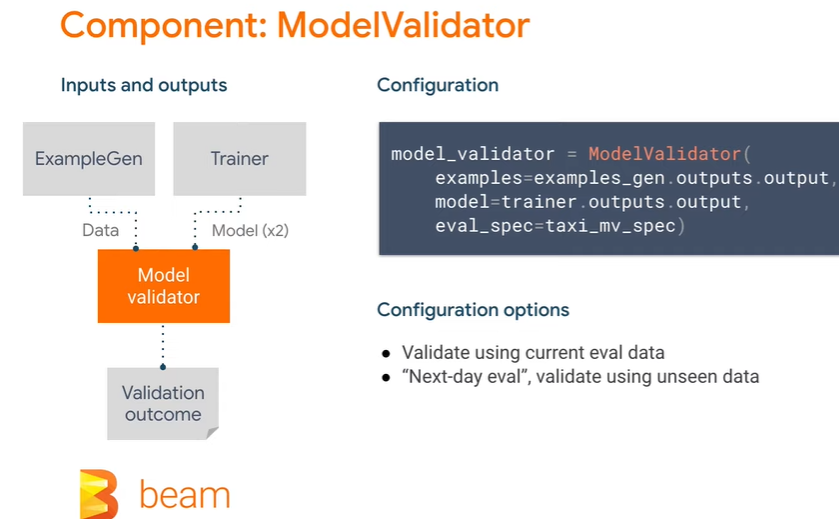 Component: ModelValidator
Inputs and outputs
ExampleGen
Trainer
Data
Model (x2)
Model
validator
Validation
outcome
beam
Configuration
model_validator = ModelValidator(
examples=examples_gen.outputs.output,
model=trainer.outputs.output,
eval_spec=taxi_mv_spec)
Configuration options
● Validate using current eval data
● “Next-day eval”, validate using unseen data